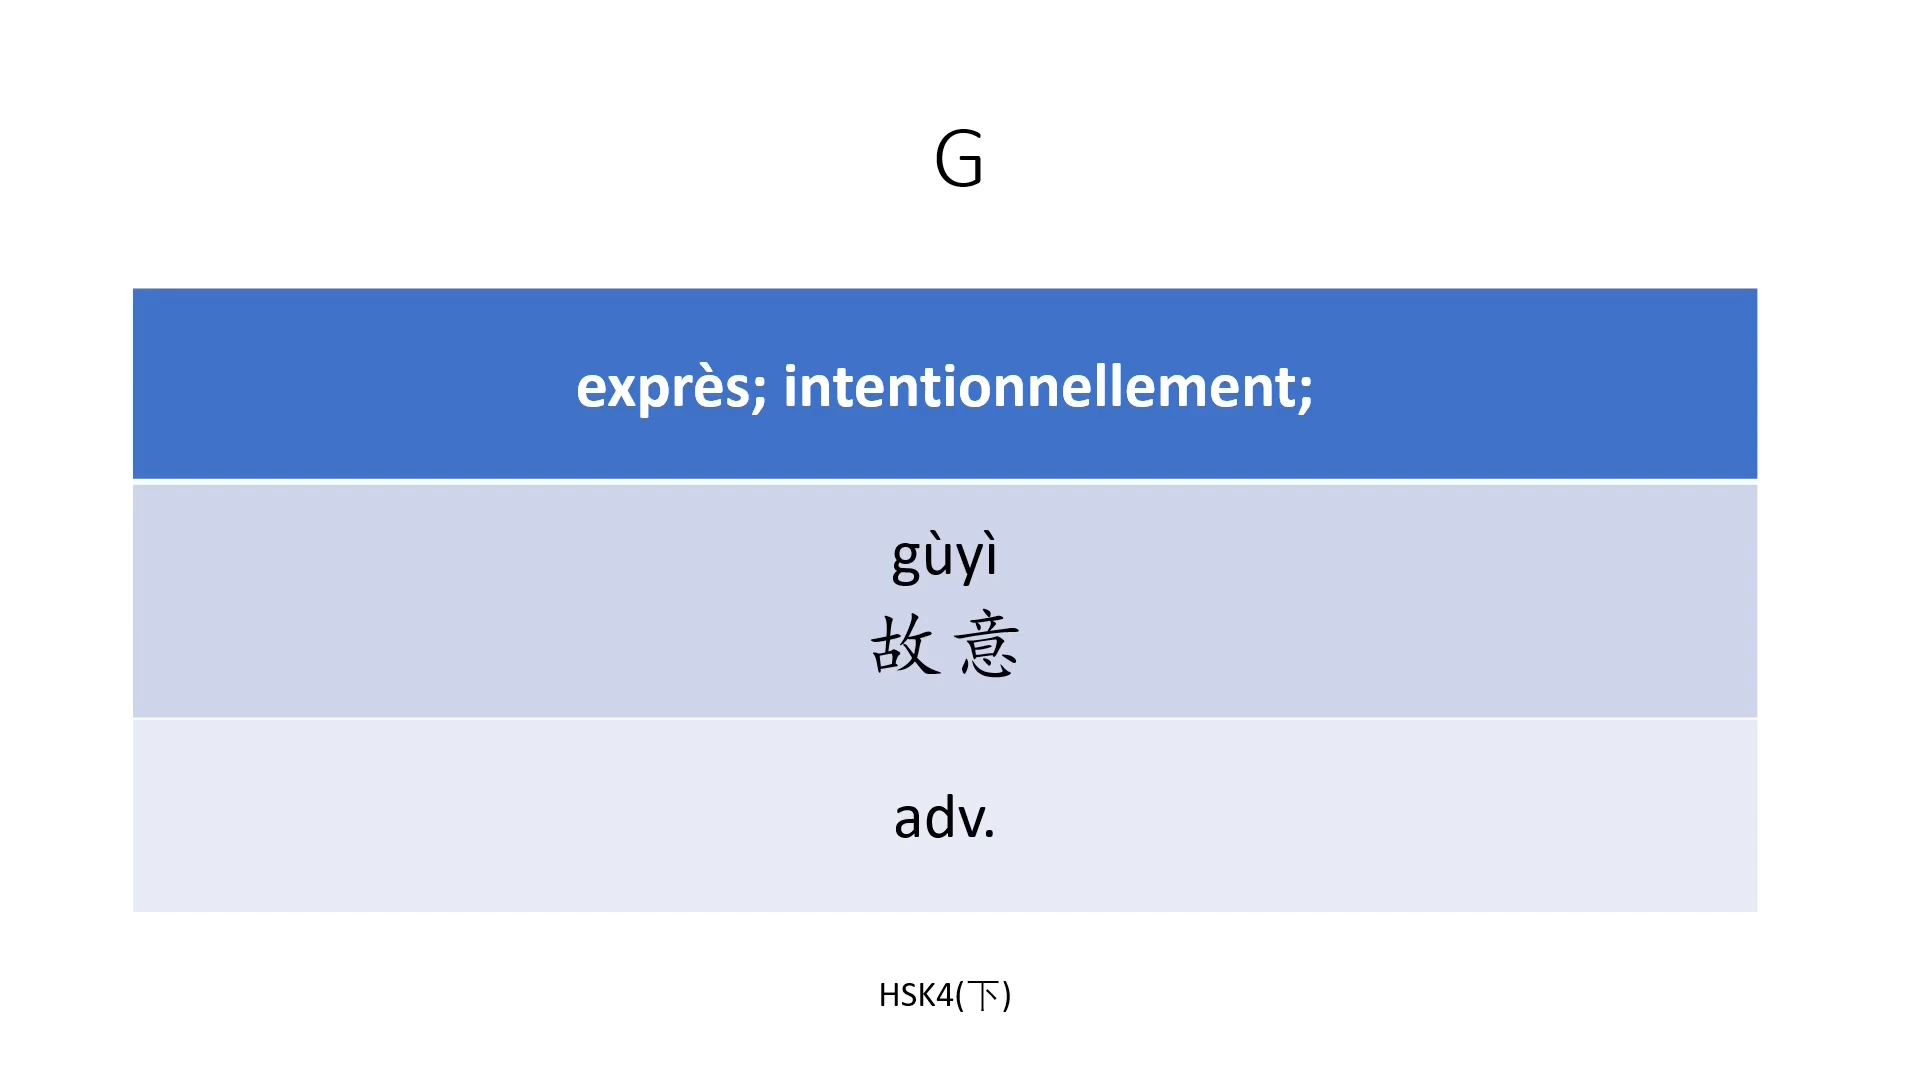 G
exprès; intentionnellement;
gùyì
故意
adv.
HSK4(下)